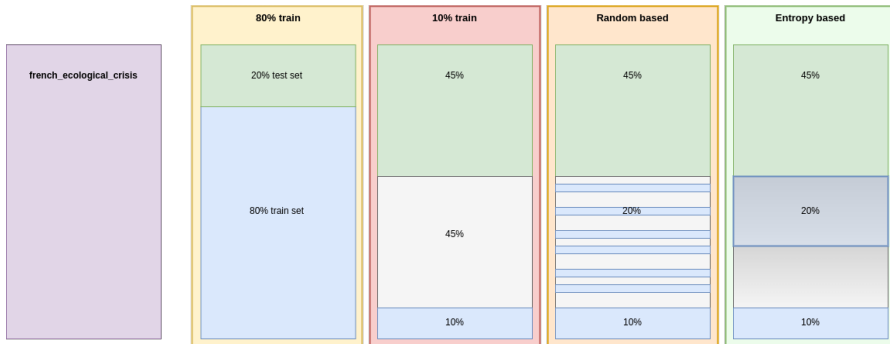 80% train
10% train
Random based
Entropy based
french_ecological_crisis
20% test set
45%
45%
45%
80% train set
45%
20%
20%
10%
10%
10%